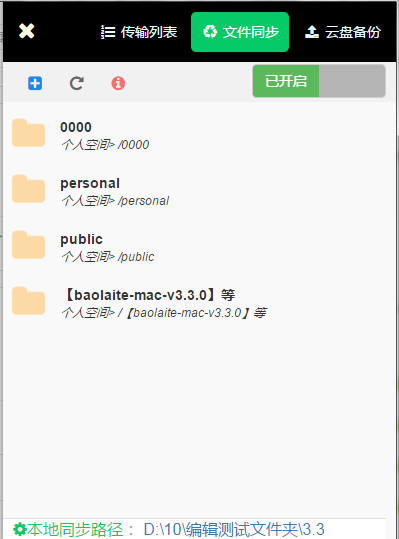 传输列表 文件同步 云盘备份
已开启
0000
个人空间> /0000
personal
个人空间> /personal
public
个人空间> /public
【baolaite-mac-v3.3.0】等
个人空间> /【baolaite-mac-v3.3.0】等
本地同步路径： D:\10\编辑测试文件夹\3.3